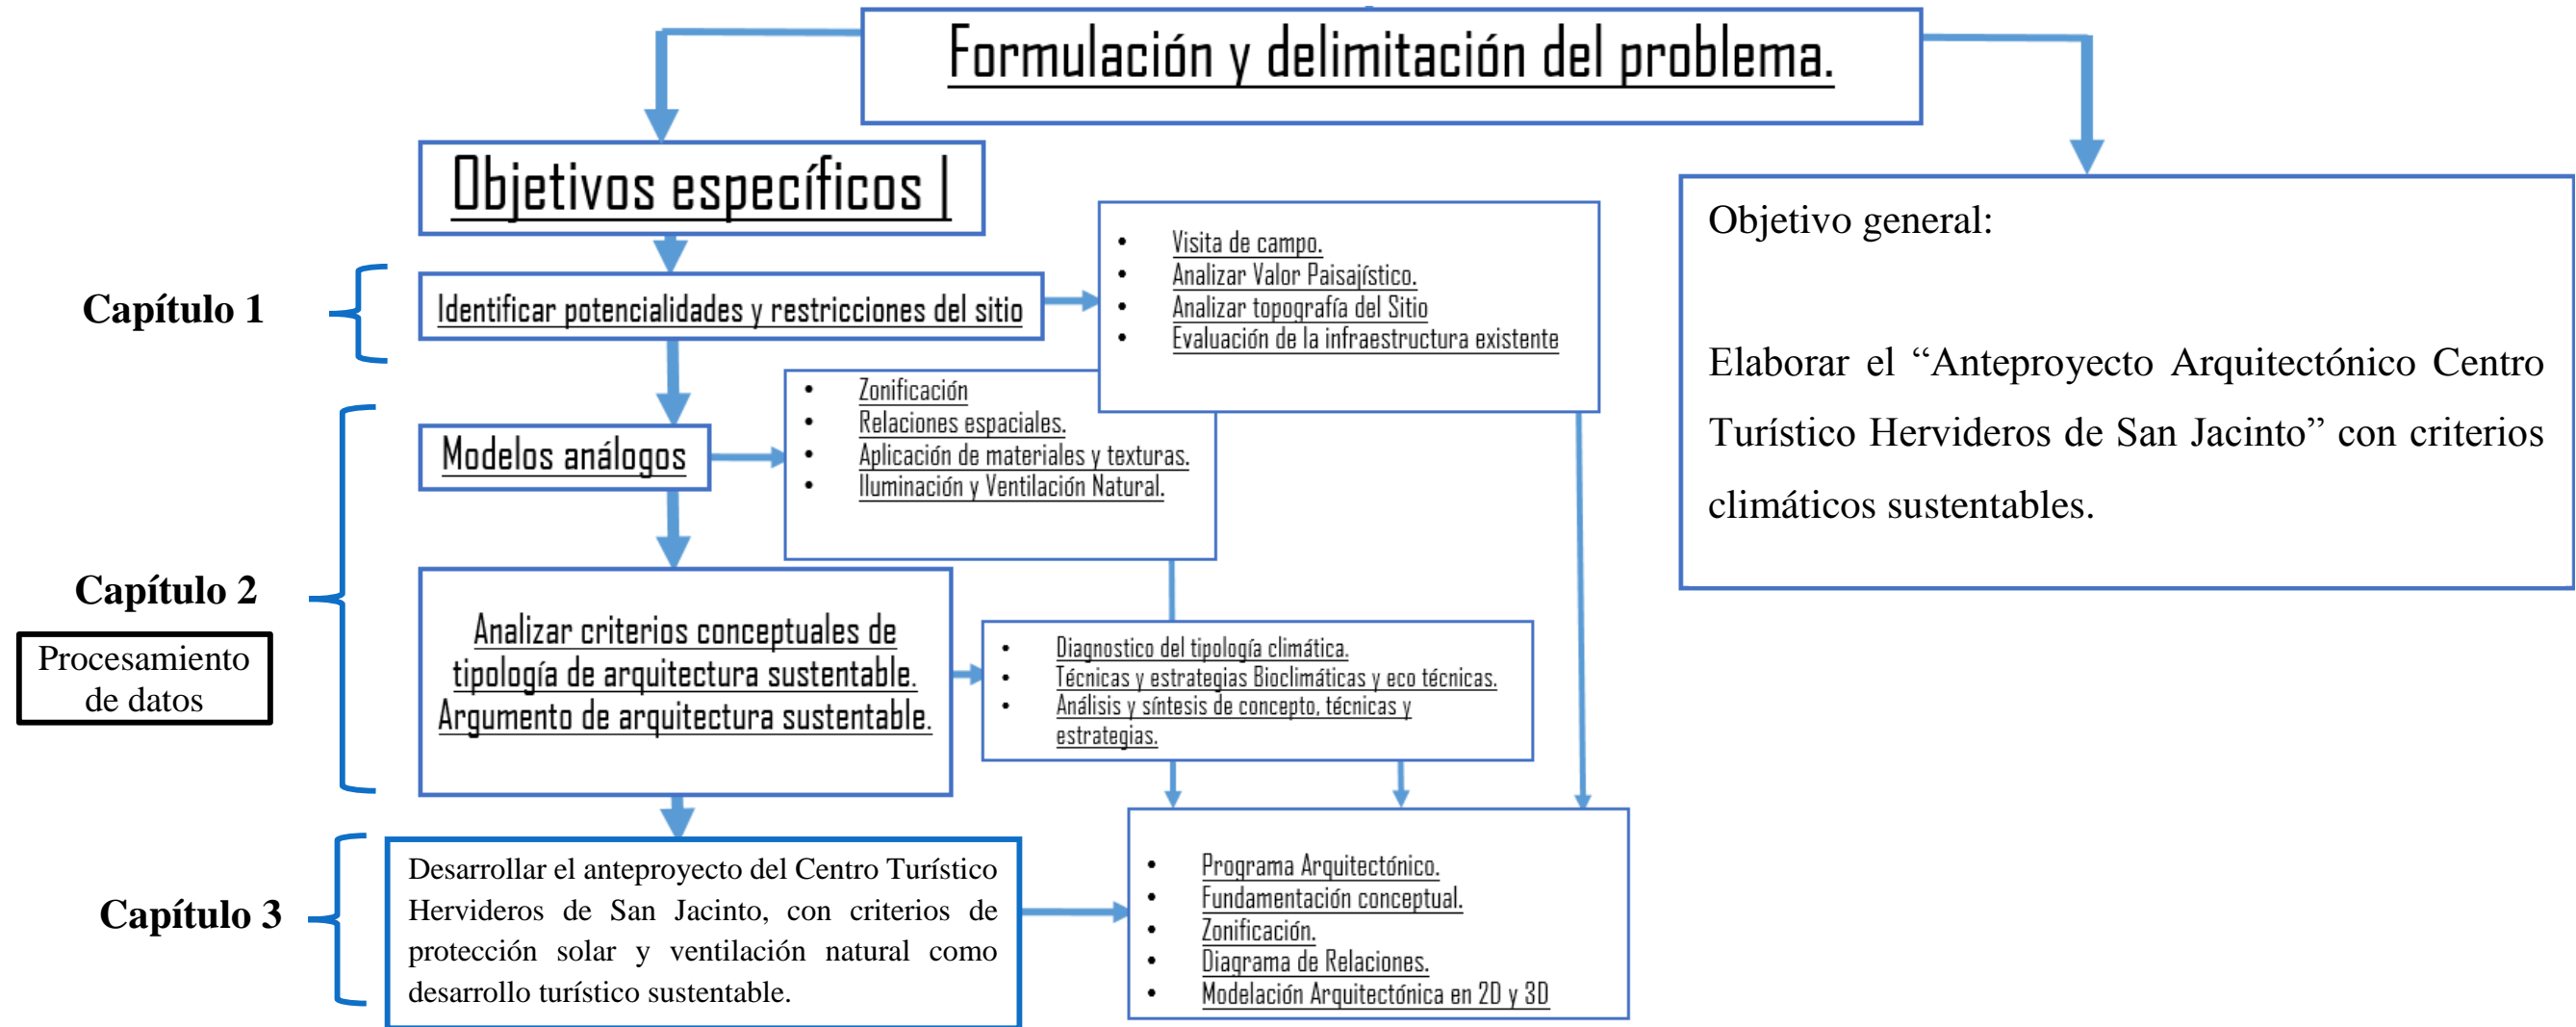 Formulación y delimitación del problema.
Objetivos específicos |
Objetivo general:
Elaborar el “Anteproyecto Arquitectónico Centro
Turístico Hervideros de San Jacinto” con criterios
climáticos sustentables.
Capítulo 1
Identificar potencialidades y restricciones del sitio
• Visita de campo.
• Analizar Valor Paisajístico.
• Analizar topografía del Sitio
• Evaluación de la infraestructura existente
Capítulo 2
Procesamiento
de datos
Modelos análogos
• Zonificación
• Relaciones espaciales.
• Aplicación de materiales y texturas.
• Iluminación y Ventilación Natural.
Analizar criterios conceptuales de
tipología de arquitectura sustentable.
Argumento de arquitectura sustentable.
• Diagnostico del tipología climática.
• Técnicas y estrategias Bioclimáticas y eco técnicas.
• Análisis y síntesis de concepto, técnicas y
estrategias.
Capítulo 3
Desarrollar el anteproyecto del Centro Turístico
Hervideros de San Jacinto, con criterios de
protección solar y ventilación natural como
desarrollo turístico sustentable.
• Programa Arquitectónico.
• Fundamentación conceptual.
• Zonificación.
• Diagrama de Relaciones.
• Modelación Arquitectónica en 2D y 3D